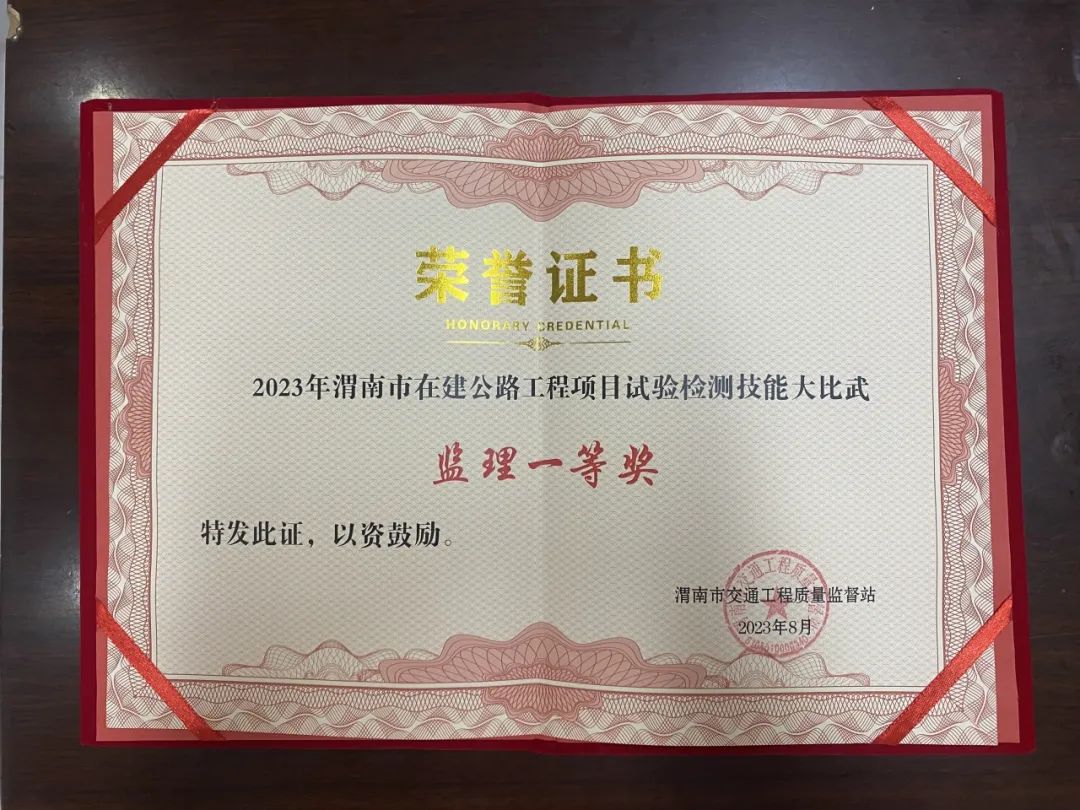 荣誉证书
HONORARY CREDENTIAL
2023年渭南市在建公路工程项目试验检测技能大比武
监理一等奖
特发此证，以资鼓励。
渭南市交通工程质量监督站
2023年8月